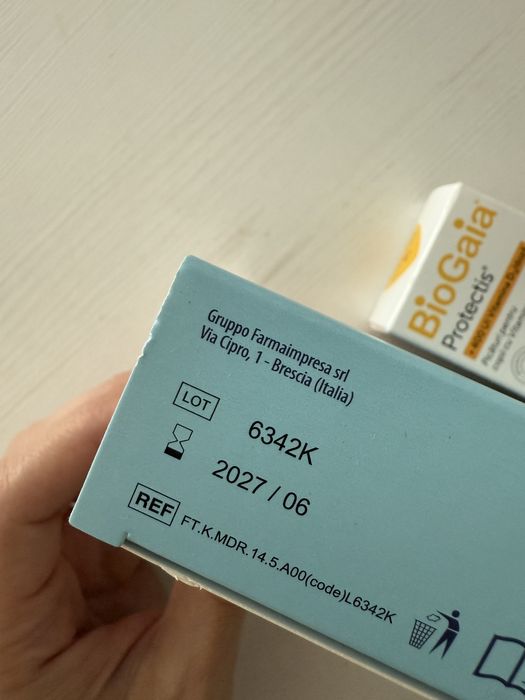 BioGaia
Protectis
Gruppo Farmaimpresa srl
Via Cipro, 1 - Brescia (Italia)
LOT
6342K
2027 / 06
REF
FT.K.MDR.14.5.A00(code)L6342K